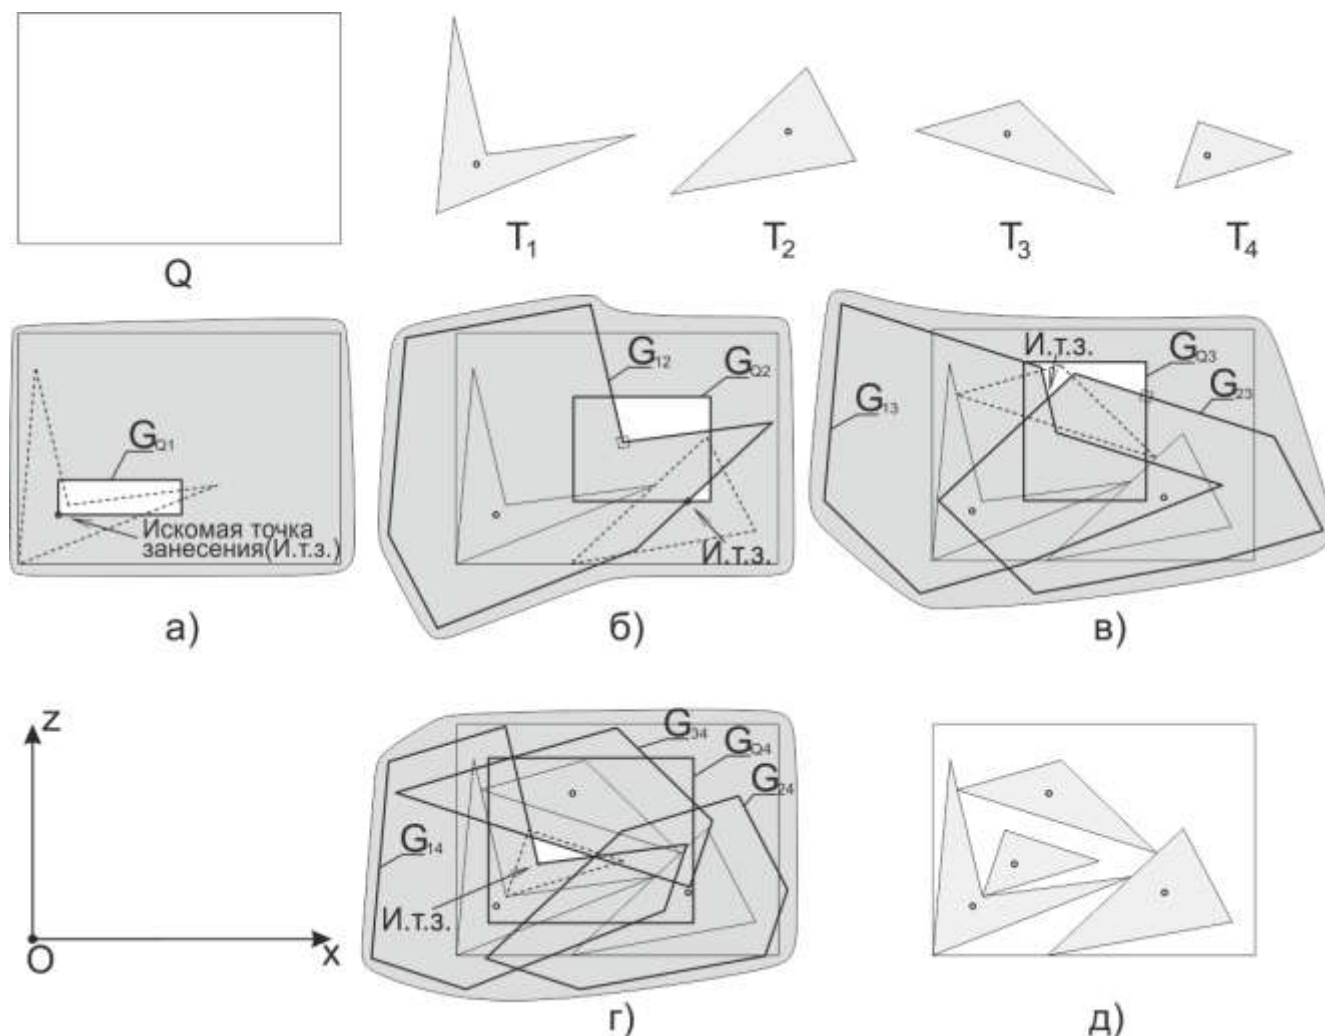 Q
T1
T2
T3
T4
GQ1
Искомая точка
занесения(И.т.з.)
а)
G12
GQ2
И.т.з.
б)
И.т.з.
GQ3
G13
G23
в)
z
O
x
G34
GQ4
G24
G14
И.т.з.
г)
д)